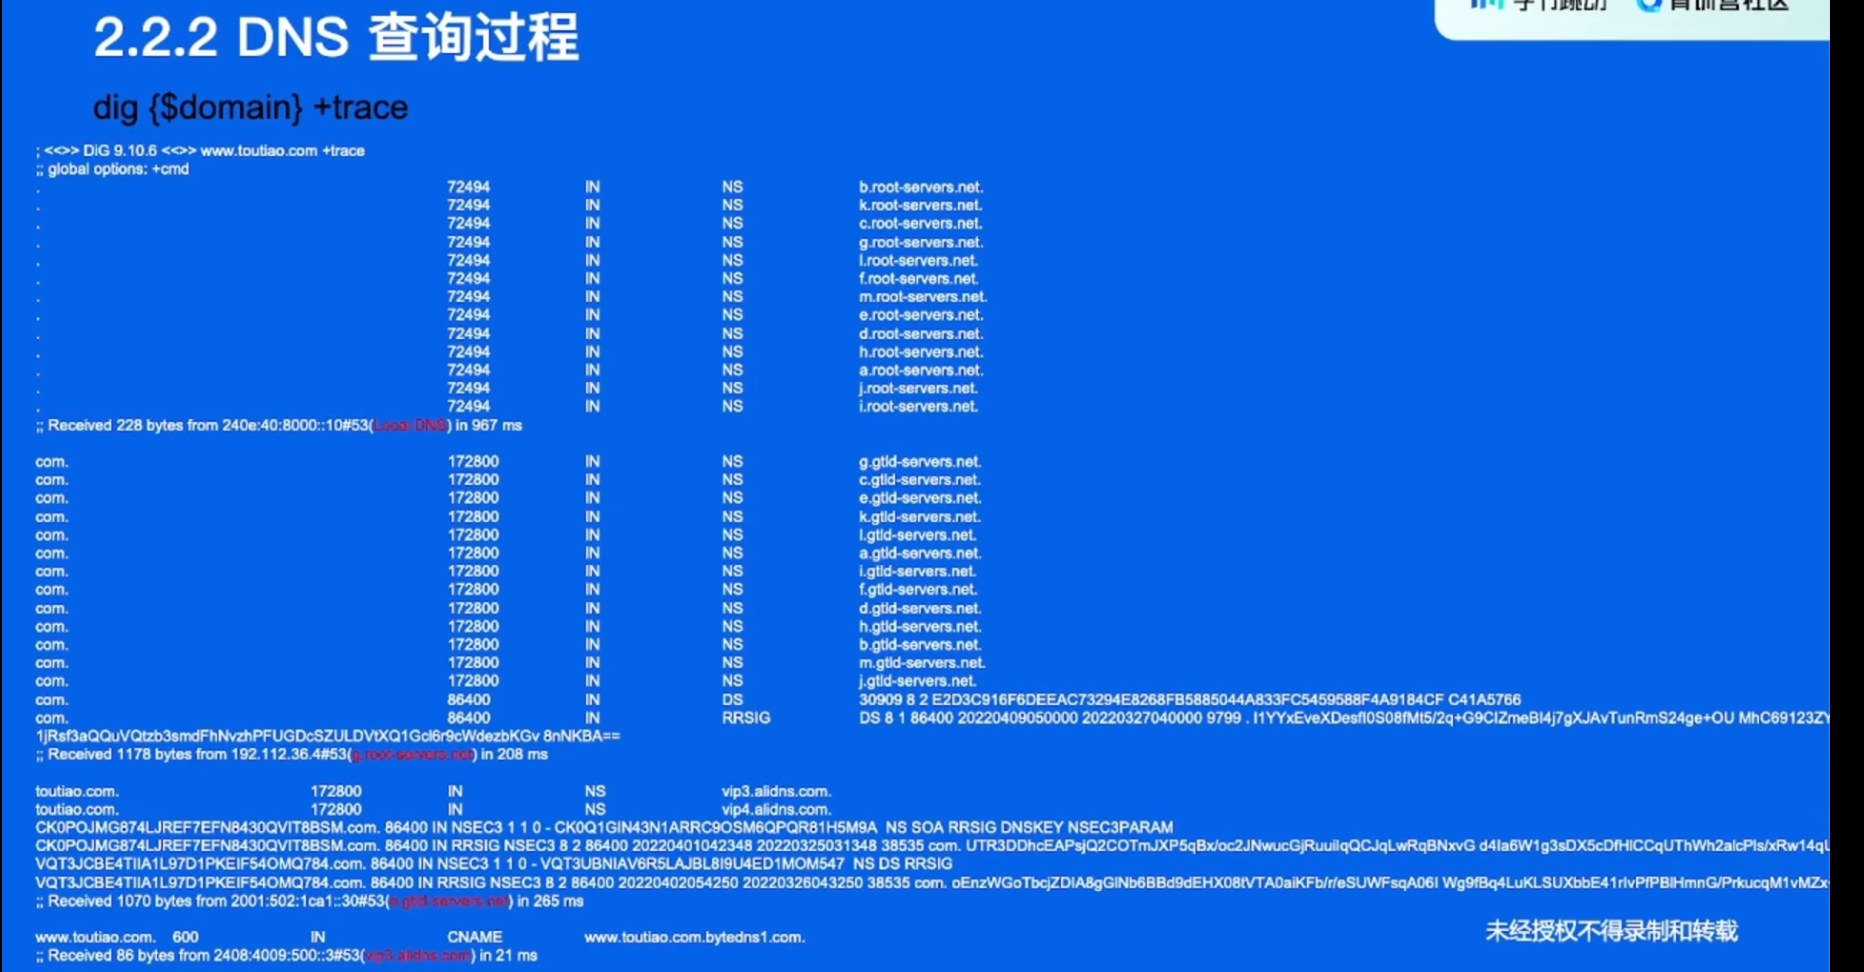 字节跳动 青训营社区
2.2.2 DNS 查询过程
dig {$domain} +trace
; <<>> DiG 9.10.6 <<>> www.toutiao.com +trace
;; global options: +cmd
. 72494 IN NS b.root-servers.net.
. 72494 IN NS k.root-servers.net.
. 72494 IN NS c.root-servers.net.
. 72494 IN NS g.root-servers.net.
. 72494 IN NS l.root-servers.net.
. 72494 IN NS f.root-servers.net.
. 72494 IN NS m.root-servers.net.
. 72494 IN NS e.root-servers.net.
. 72494 IN NS d.root-servers.net.
. 72494 IN NS h.root-servers.net.
. 72494 IN NS a.root-servers.net.
. 72494 IN NS j.root-servers.net.
. 72494 IN NS i.root-servers.net.
;; Received 228 bytes from 240e:40:8000::10#53(Local DNS) in 967 ms
com. 172800 IN NS g.gtld-servers.net.
com. 172800 IN NS c.gtld-servers.net.
com. 172800 IN NS e.gtld-servers.net.
com. 172800 IN NS k.gtld-servers.net.
com. 172800 IN NS l.gtld-servers.net.
com. 172800 IN NS a.gtld-servers.net.
com. 172800 IN NS i.gtld-servers.net.
com. 172800 IN NS f.gtld-servers.net.
com. 172800 IN NS d.gtld-servers.net.
com. 172800 IN NS h.gtld-servers.net.
com. 172800 IN NS b.gtld-servers.net.
com. 172800 IN NS m.gtld-servers.net.
com. 172800 IN NS j.gtld-servers.net.
com. 86400 IN DS 30909 8 2 E2D3C916F6DEEAC73294E8268FB5885044A833FC5459588F4A9184CF C41A5766
com. 86400 IN RRSIG DS 8 1 86400 20220409050000 20220327040000 9799 .
8nNKBA==
;; Received 1178 bytes from 192.112.36.4#53(g.root-servers.net) in 208 ms
toutiao.com. 172800 IN NS vip3.alidns.com.
toutiao.com. 172800 IN NS vip4.alidns.com.
CK0POJMG874LJREF7EFN8430QVIT8BSM.com. 86400 IN NSEC3 1 1 0 - CK0Q1GIN43N1ARRC9OSM6QPQR81H5M9A NS SOA RRSIG DNSKEY NSEC3PARAM
CK0POJMG874LJREF7EFN8430QVIT8BSM.com. 86400 IN RRSIG NSEC3 8 2 86400 20220401042348 20220325031348 38535 com.
VQT3JCBE4TIIA1L97D1PKEIF54OMQ784.com. 86400 IN NSEC3 1 1 0 - VQT3UBNIAV6R5LAJBL8I9U4ED1MOM547 NS DS RRSIG
VQT3JCBE4TIIA1L97D1PKEIF54OMQ784.com. 86400 IN RRSIG NSEC3 8 2 86400 20220402054250 20220326043250 38535 com.
;; Received 1070 bytes from 2001:502:1ca1::30#53(e.gtld-servers.net) in 265 ms
www.toutiao.com. 600 IN CNAME www.toutiao.com.bytedns1.com.
;; Received 86 bytes from 2408:4009:500::3#53(vip3.alidns.com) in 21 ms
未经授权不得录制和转载